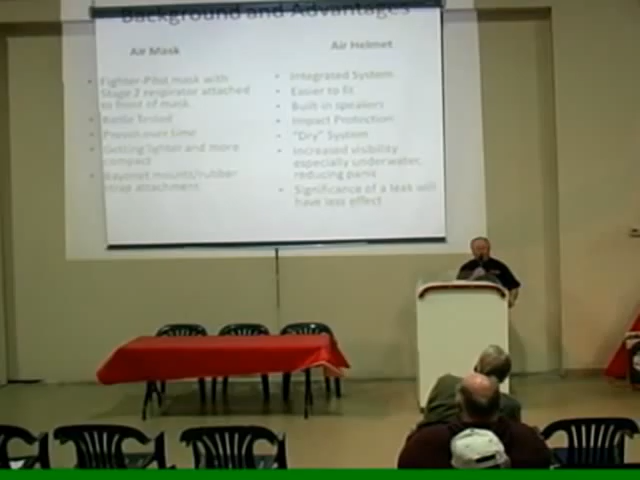 Background and Advantages
Air Mask
Air Helmet
• Fighter-Pilot mask with
Stage 2 respirator attached
to front of mask
• Battle Tested
• Proven over time
• Getting lighter and more
compact
• Bayonet mounts/rubber
strap attachment
• Integrated System
• Easier to fit
• Built-in speakers
• Impact Protection
• "Dry" System
• Increased visibility
especially underwater,
reducing panic
• Significance of a leak will
have less effect